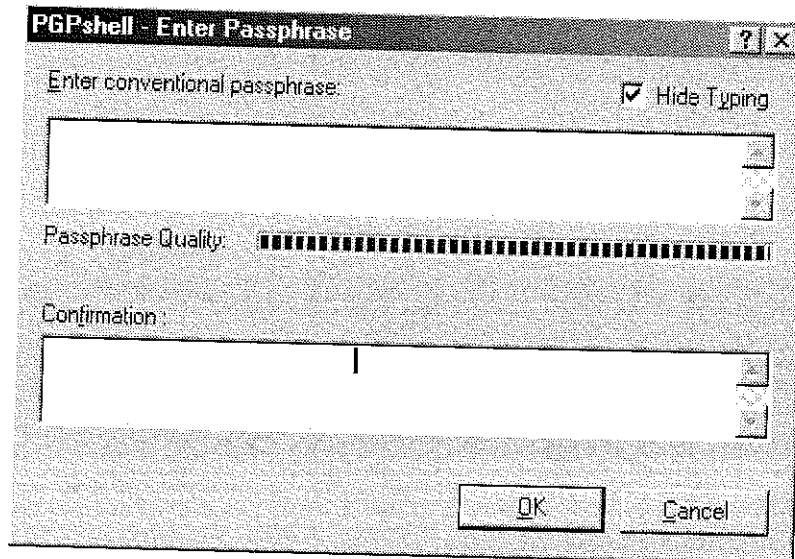 PGPshell - Enter Passphrase
Enter conventional passphrase:
Hide Typing
Passphrase Quality:
Confirmation :
OK
Cancel